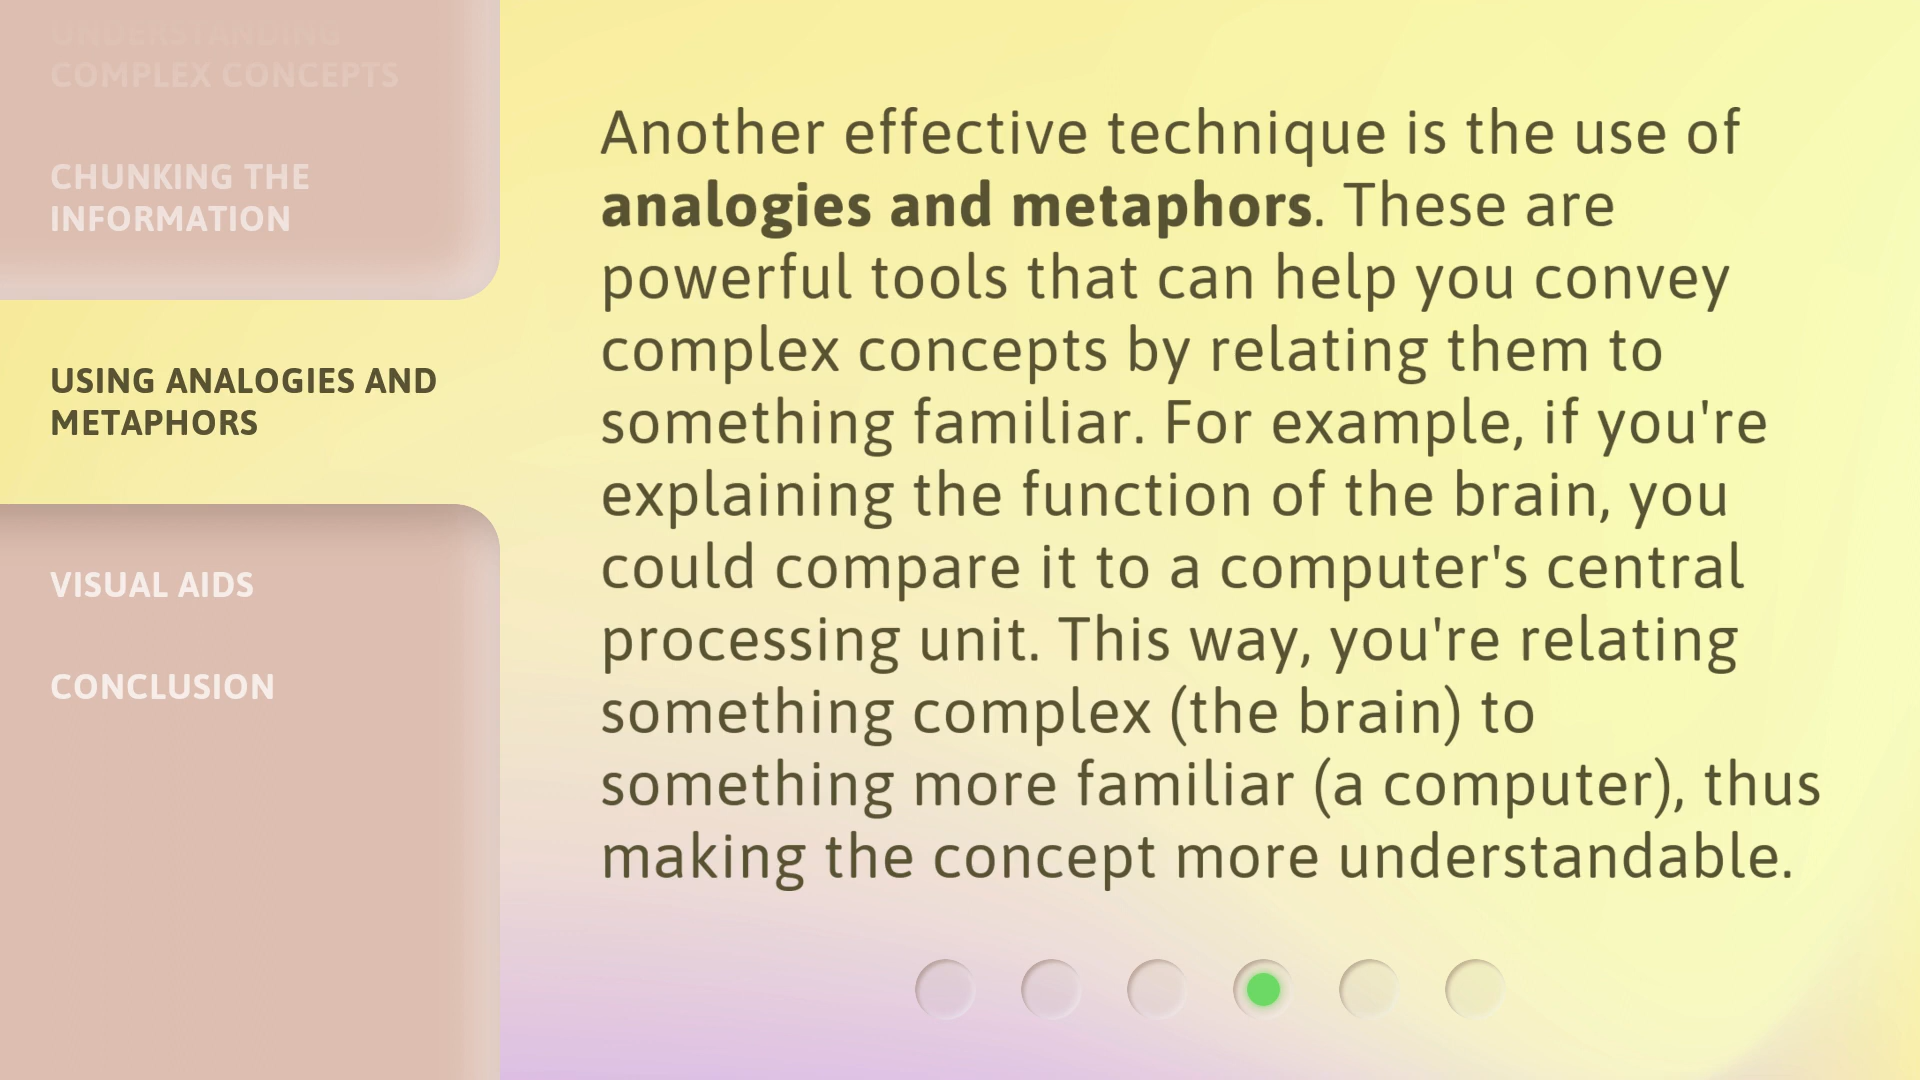 UNDERSTANDING
COMPLEX CONCEPTS
CHUNKING THE
INFORMATION
USING ANALOGIES AND
METAPHORS
VISUAL AIDS
CONCLUSION
Another effective technique is the use of
analogies and metaphors. These are
powerful tools that can help you convey
complex concepts by relating them to
something familiar. For example, if you're
explaining the function of the brain, you
could compare it to a computer's central
processing unit. This way, you're relating
something complex (the brain) to
something more familiar (a computer), thus
making the concept more understandable.